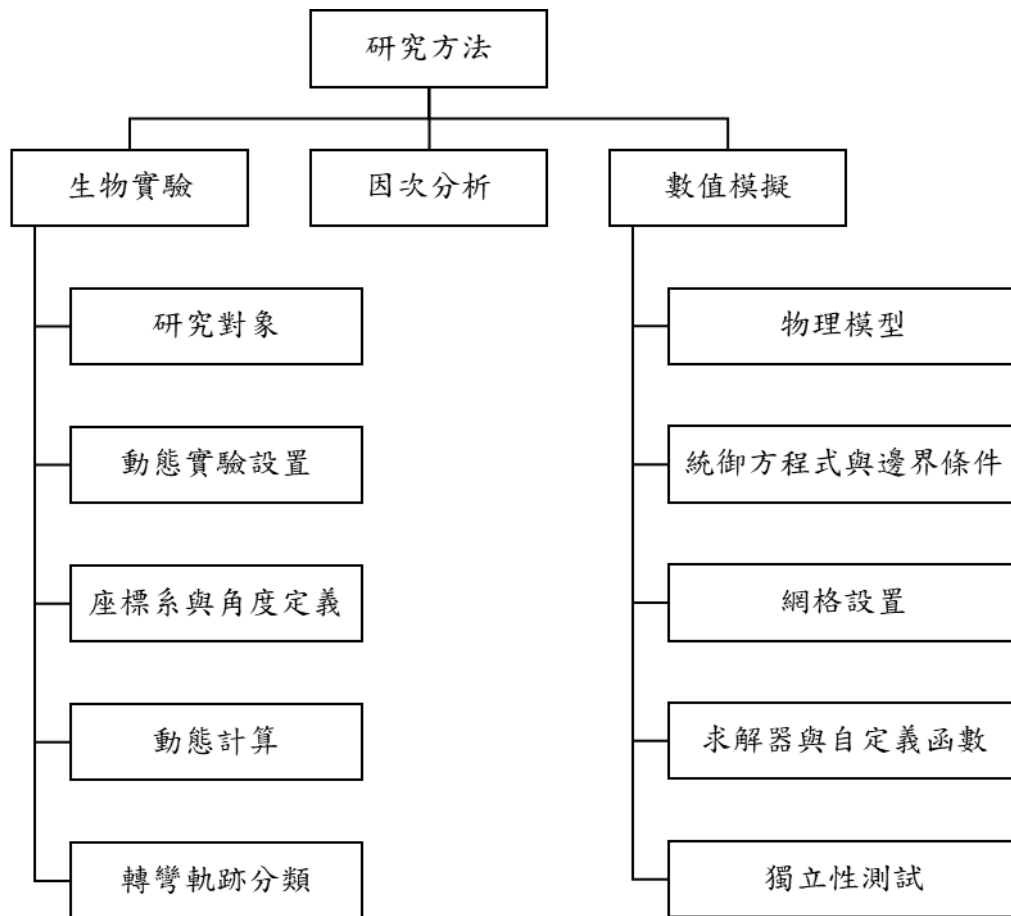 研究方法
生物實驗
因次分析
數值模擬
研究對象
動態實驗設置
座標系與角度定義
動態計算
轉彎軌跡分類
物理模型
統御方程式與邊界條件
網格設置
求解器與自定義函數
獨立性測試